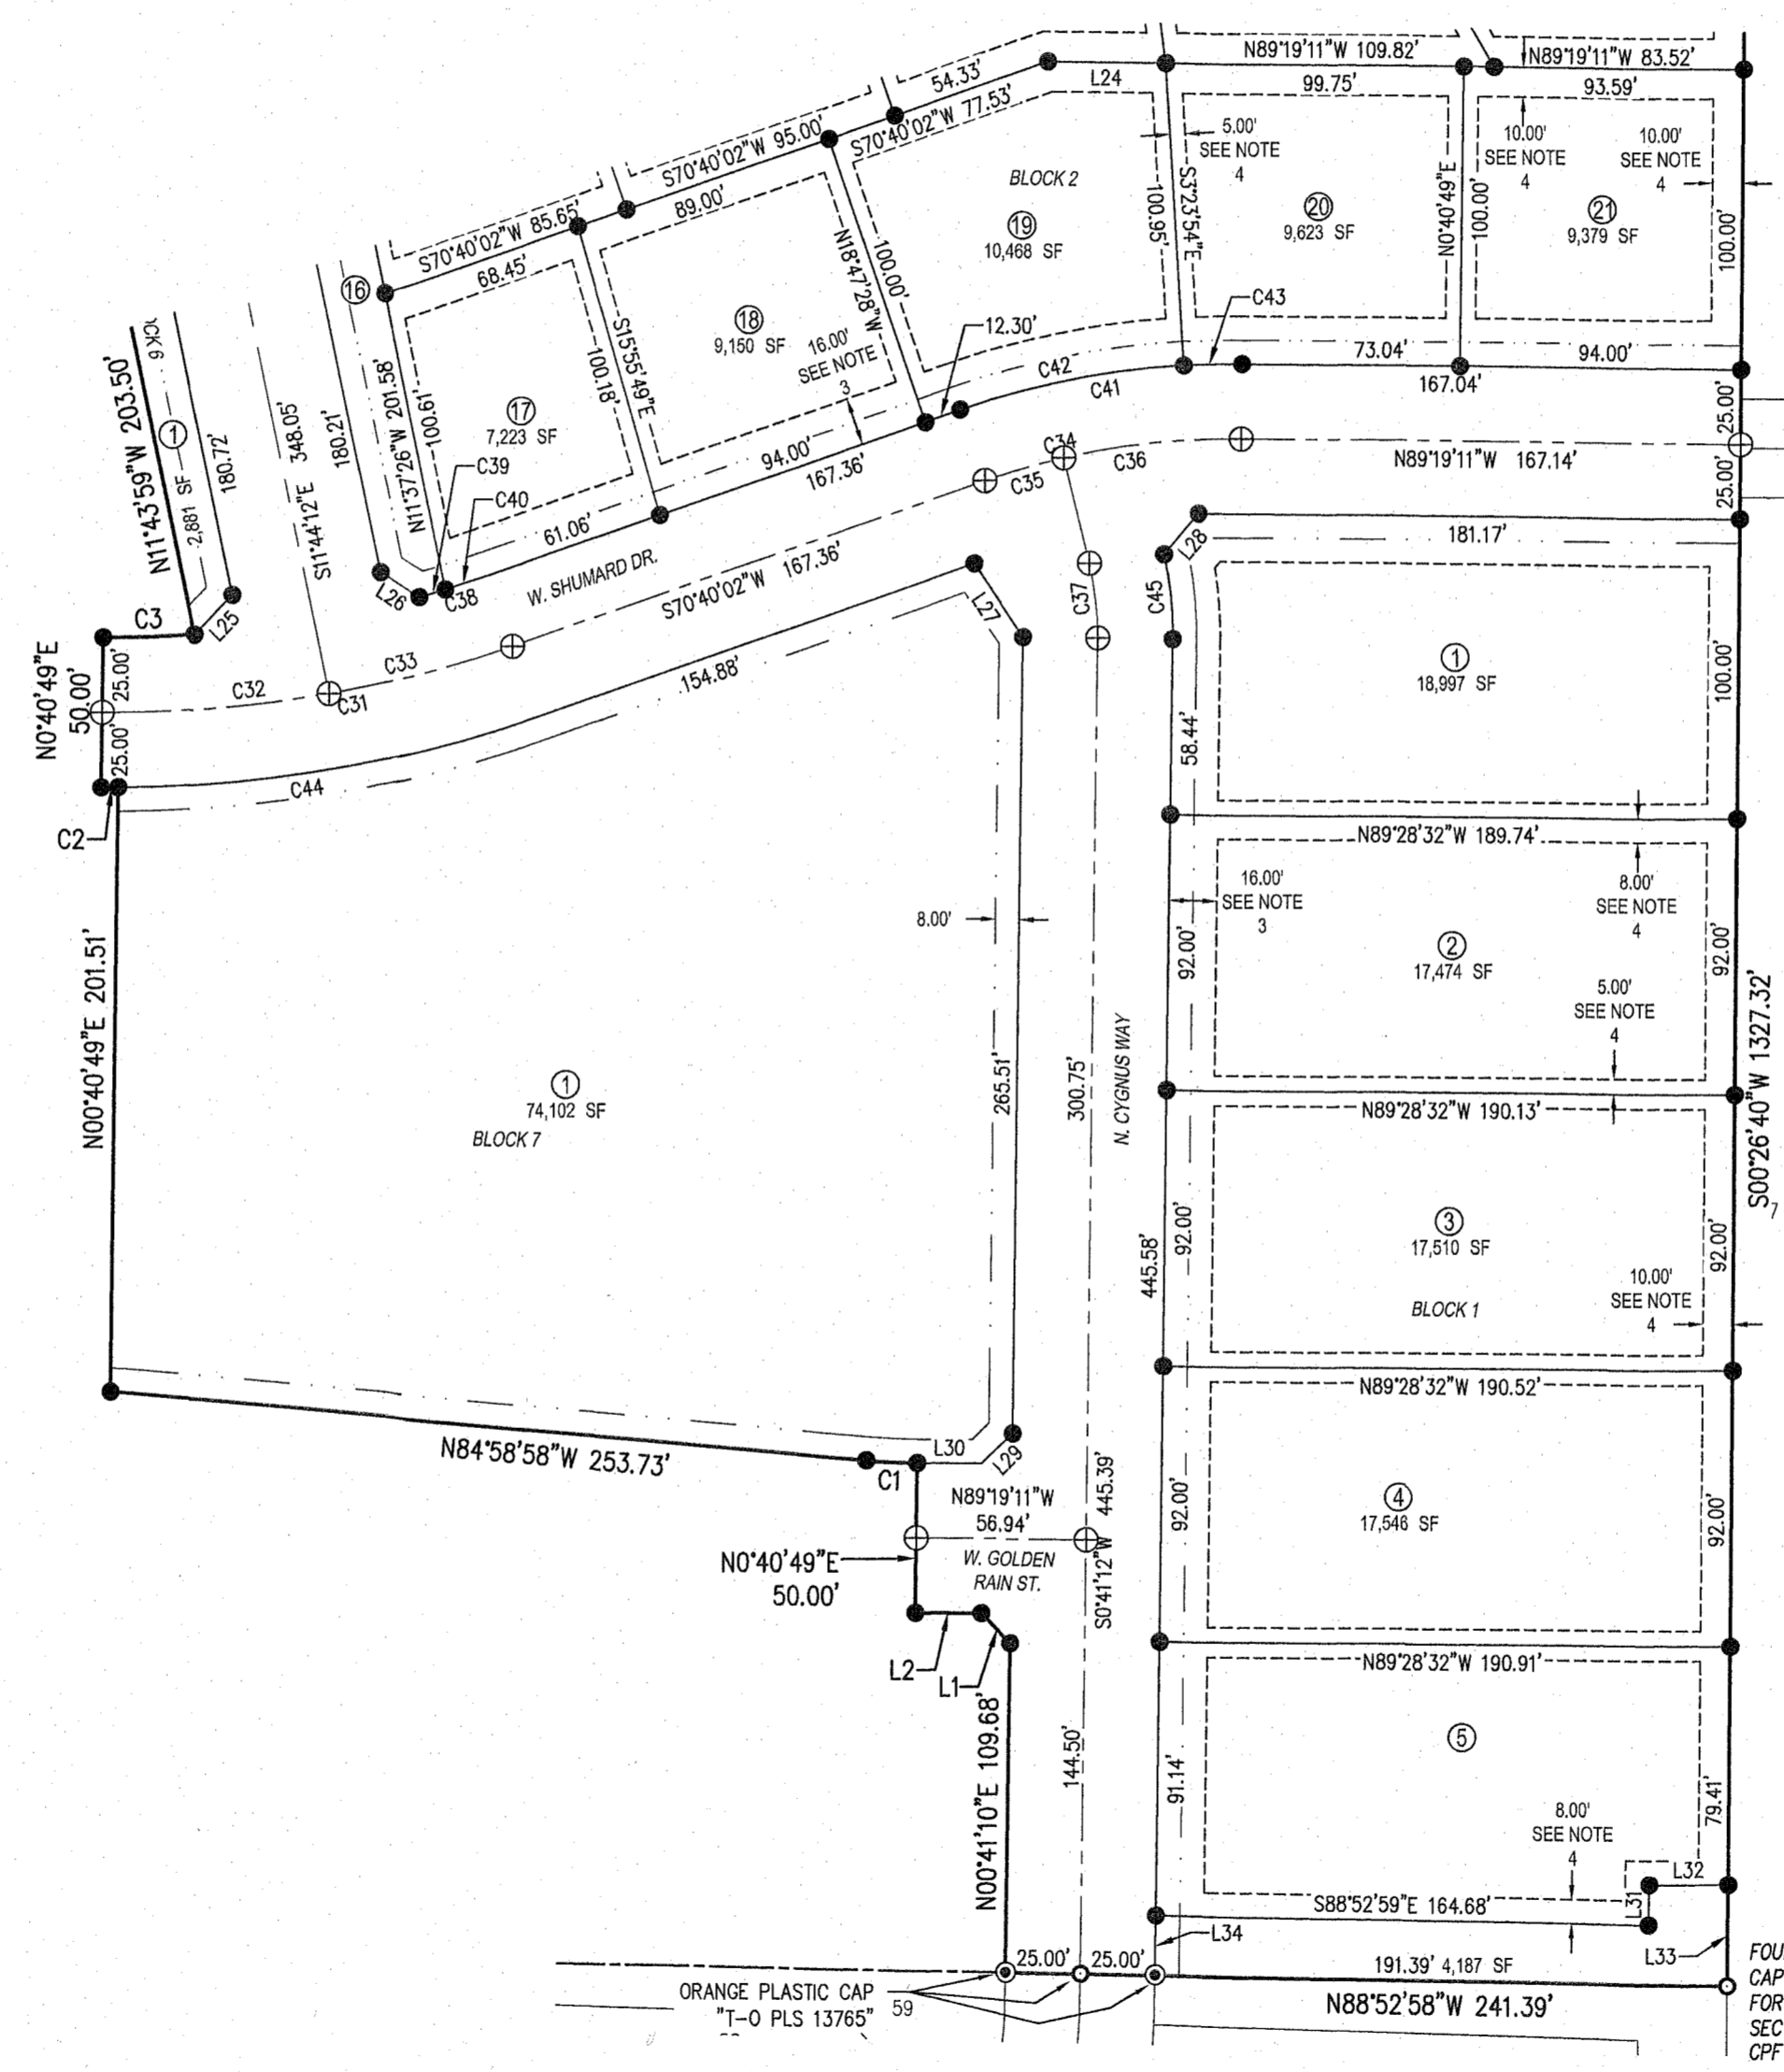 N89°19'11"W 109.82'
N89°19'11"W 83.52'
54.33'
L24
99.75'
93.59'
S70°40'02"W 77.53'
S70°40'02"W 95.00'
89.00'
S70°40'02"W 85.65'
68.45'
5.00'
SEE NOTE
4
10.00'
SEE NOTE
4
10.00'
SEE NOTE
4
BLOCK 2
19
10,468 SF
20
9,623 SF
21
9,379 SF
100.95'
S3°23'54"E
N0°40'49"E
100.00'
100.00'
N18°47'28"W
100.00'
16
18
9,150 SF
16.00'
SEE NOTE
3
12.30'
C43
C42
C41
73.04'
94.00'
167.04'
25.00'
25.00'
S15°55'49"E
100.18'
17
7,223 SF
N11°37'26"W 201.58'
100.61'
C39
C40
94.00'
167.36'
61.06'
C38
L26
W. SHUMARD DR.
S70°40'02"W 167.36'
C34
C35
C36
N89°19'11"W 167.14'
N11°43'59"W 203.50'
CK 6
1
2,881 SF
180.72'
S11°44'12"E 348.05'
180.21'
C3
L25
N0°40'49"E
50.00'
25.00'
25.00'
C32
C31
C33
C44
154.88'
L27
C37
C45
L28
181.17'
C2
1
18,997 SF
100.00'
58.44'
N89°28'32"W 189.74'
16.00'
SEE NOTE
3
8.00'
SEE NOTE
4
8.00'
92.00'
2
17,474 SF
92.00'
5.00'
SEE NOTE
4
N00°40'49"E 201.51'
S00°26'40"W 1327.32'
7
1
74,102 SF
BLOCK 7
265.51'
300.75'
N. CYGNUS WAY
N89°28'32"W 190.13'
445.58'
92.00'
3
17,510 SF
BLOCK 1
92.00'
10.00'
SEE NOTE
4
N89°28'32"W 190.52'
N84°58'58"W 253.73'
L30
C1
L29
N89°19'11"W
56.94'
W. GOLDEN
RAIN ST.
S0°41'12"W 445.39'
92.00'
4
17,546 SF
92.00'
N0°40'49"E
50.00'
L2
L1
N89°28'32"W 190.91'
N00°41'10"E 109.68'
144.50'
91.14'
5
79.41'
8.00'
SEE NOTE
4
L32
L31
S88°52'59"E 164.68'
L34
L33
25.00'
25.00'
191.39' 4,187 SF
N88°52'58"W 241.39'
ORANGE PLASTIC CAP
"T-O PLS 13765"
59
FOU
CAP
FOR
SEC
CPF